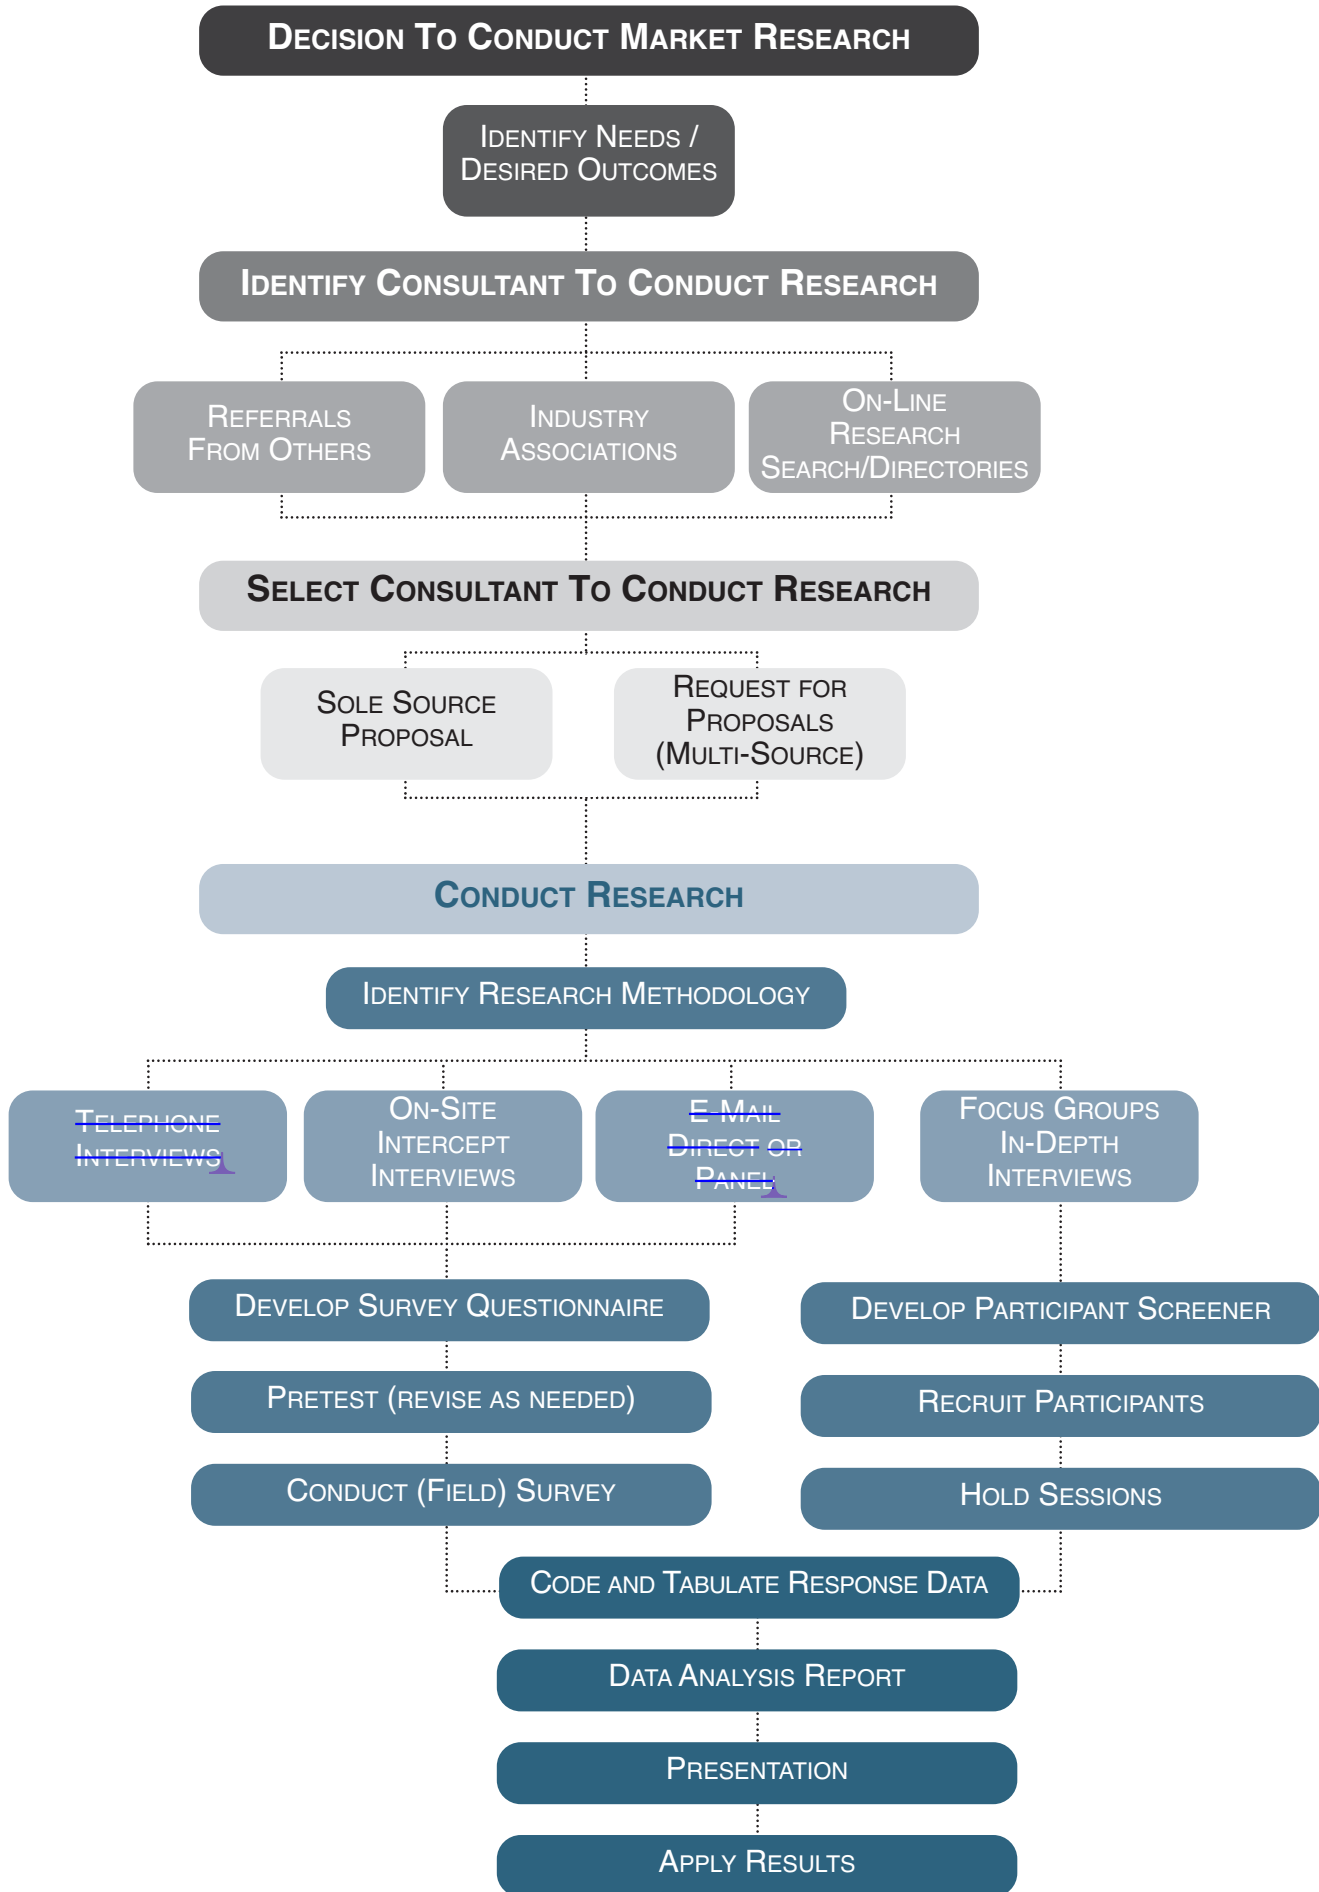 Decision To Conduct Market Research
Identify Needs /
Desired Outcomes
Identify Consultant To Conduct Research
Referrals
From Others
Industry
Associations
On-Line
Research
Search/Directories
Select Consultant To Conduct Research
Sole Source
Proposal
Request for
Proposals
(Multi-Source)
Conduct Research
Identify Research Methodology
Telephone
Interviews
On-Site
Intercept
Interviews
E-Mail
Direct or
Panel
Focus Groups
In-Depth
Interviews
Develop Survey Questionnaire
Develop Participant Screener
Pretest (revise as needed)
Recruit Participants
Conduct (Field) Survey
Hold Sessions
Code and Tabulate Response Data
Data Analysis Report
Presentation
Apply Results